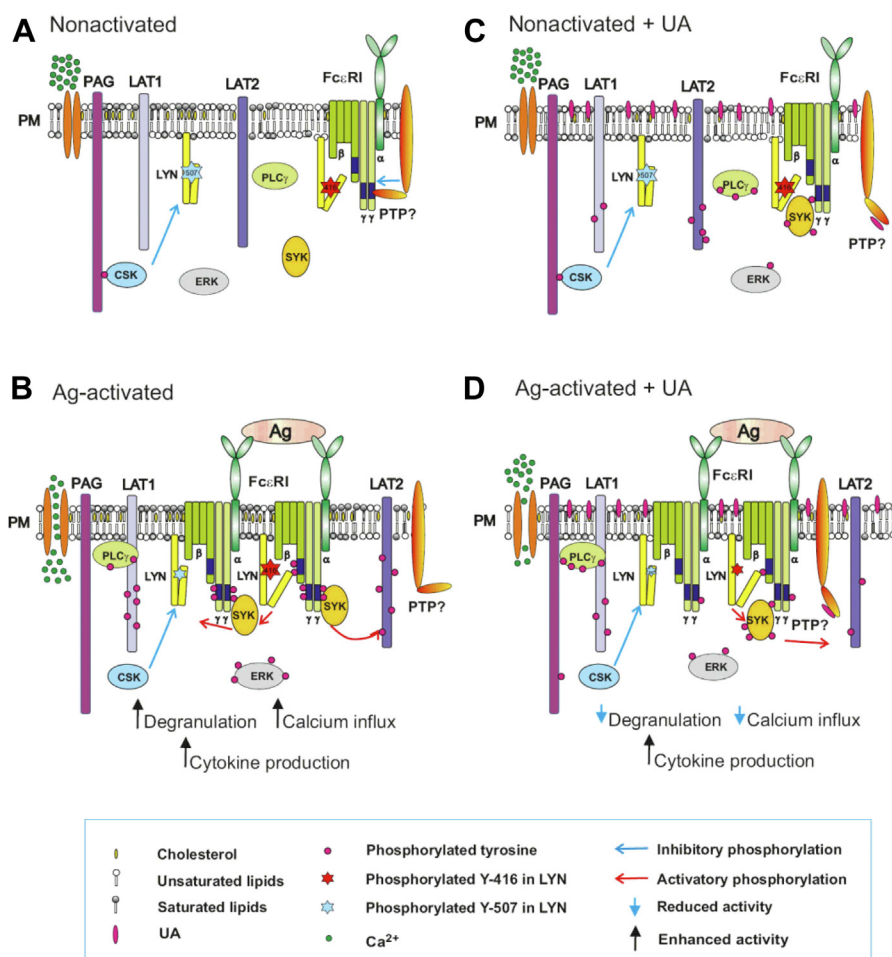 A Nonactivated
PAG LAT1 LAT2 FcεRI
PM
β α
LYN 507 PLCγ 416
γ γ PTP?
SYK
CSK ERK
C Nonactivated + UA
PAG LAT1 LAT2 FcεRI
PM
β α
LYN 507 PLCγ 416
SYK γ γ
PTP?
CSK ERK
B Ag-activated
Ag
PAG LAT1 FcεRI LAT2
PM
PLCγ β α β α
LYN LYN 416
γ γ SYK γ γ SYK PTP?
CSK ERK
Degranulation Calcium influx
Cytokine production
D Ag-activated + UA
Ag
PAG LAT1 FcεRI LAT2
PM
PLCγ β α β α
LYN LYN
γ γ SYK γ γ PTP?
CSK ERK
Degranulation Calcium influx
Cytokine production
Cholesterol Phosphorylated tyrosine Inhibitory phosphorylation
Unsaturated lipids Phosphorylated Y-416 in LYN Activatory phosphorylation
Saturated lipids Phosphorylated Y-507 in LYN Reduced activity
UA Ca2+ Enhanced activity